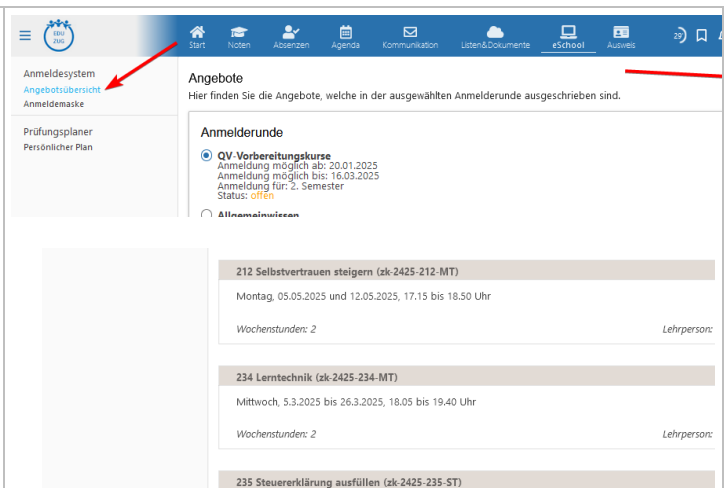 EDU
ZUG
Start
Noten
Absenzen
Agenda
Kommunikation
Listen&Dokumente
eSchool
Ausweis
29
Anmeldesystem
Angebotsübersicht
Anmeldemaske
Prüfungsplaner
Persönlicher Plan
Angebote
Hier finden Sie die Angebote, welche in der ausgewählten Anmelderunde ausgeschrieben sind.
Anmelderunde
QV-Vorbereitungskurse
Anmeldung möglich ab: 20.01.2025
Anmeldung möglich bis: 16.03.2025
Anmeldung für: 2. Semester
Status: offen
Allgemeinwissen
212 Selbstvertrauen steigern (zk-2425-212-MT)
Montag, 05.05.2025 und 12.05.2025, 17.15 bis 18.50 Uhr
Wochenstunden: 2 Lehrperson:
234 Lerntechnik (zk-2425-234-MT)
Mittwoch, 5.3.2025 bis 26.3.2025, 18.05 bis 19.40 Uhr
Wochenstunden: 2 Lehrperson:
235 Steuererklärung ausfüllen (zk-2425-235-ST)